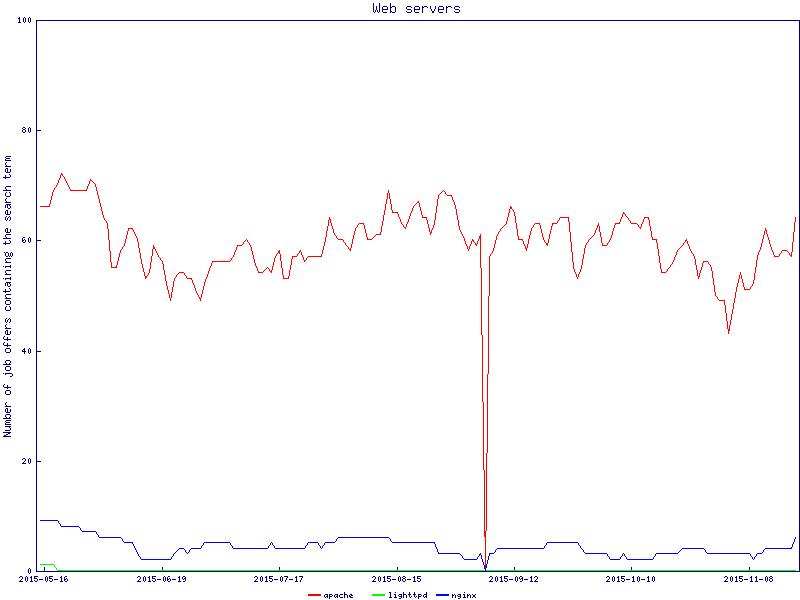 Web servers
100
80
60
40
20
0
Number of job offers containing the search term
2015-05-16 2015-06-19 2015-07-17 2015-08-15 2015-09-12 2015-10-10 2015-11-08
apache lighttpd nginx